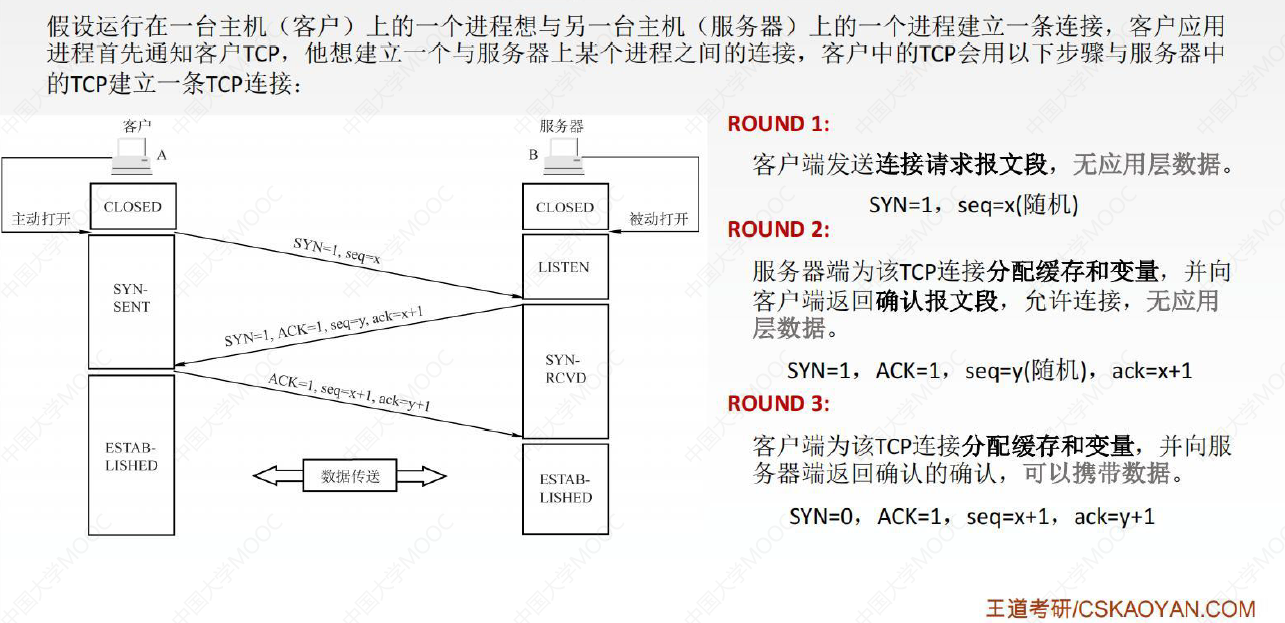 假设运行在一台主机（客户）上的一个进程想与另一台主机（服务器）上的一个进程建立一条连接，客户应用
进程首先通知客户TCP，他想建立一个与服务器上某个进程之间的连接，客户中的TCP会用以下步骤与服务器中
的TCP建立一条TCP连接：
客户
A
服务器
B
主动打开
CLOSED
CLOSED
被动打开
SYN=1, seq=x
LISTEN
SYN-
SENT
SYN=1, ACK=1, seq=y, ack=x+1
SYN-
RCVD
ACK=1, seq=x+1, ack=y+1
ESTAB-
LISHED
数据传送
ESTAB-
LISHED
ROUND 1:
客户端发送连接请求报文段，无应用层数据。
SYN=1，seq=x(随机)
ROUND 2:
服务器端为该TCP连接分配缓存和变量，并向
客户端返回确认报文段，允许连接，无应用
层数据。
SYN=1，ACK=1，seq=y(随机)，ack=x+1
ROUND 3:
客户端为该TCP连接分配缓存和变量，并向服
务器端返回确认的确认，可以携带数据。
SYN=0，ACK=1，seq=x+1，ack=y+1
王道考研/CSKAOYAN.COM
中国大学MOOC